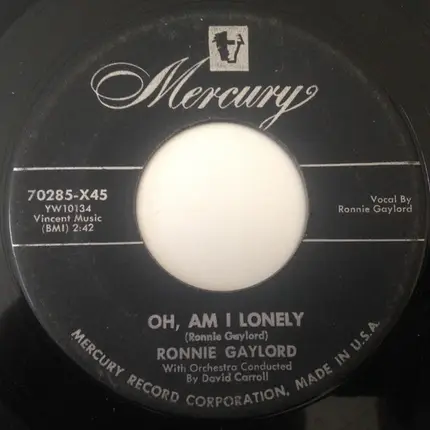 Mercury
70285-X45
YW10134
Vincent Music
(BMI) 2:42
Vocal By
Ronnie Gaylord
OH, AM I LONELY
(Ronnie Gaylord)
RONNIE GAYLORD
With Orchestra Conducted
By David Carroll
MERCURY RECORD CORPORATION, MADE IN U.S.A.